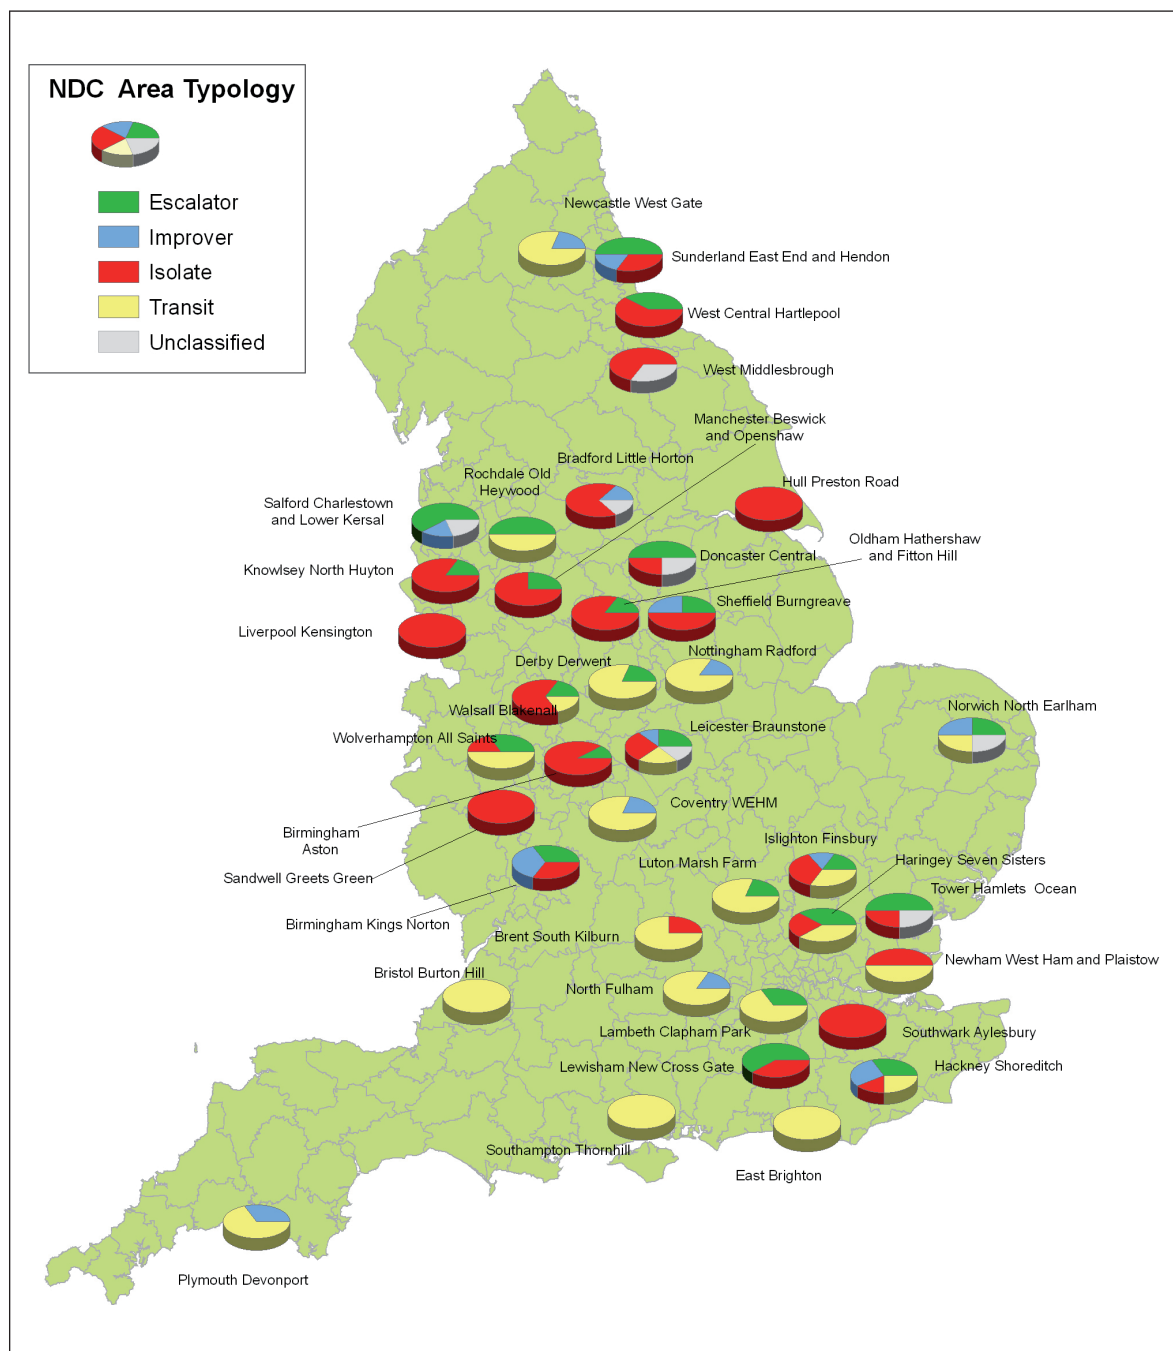 NDC Area Typology
Escalator
Improver
Isolate
Transit
Unclassified
Newcastle West Gate
Sunderland East End and Hendon
West Central Hartlepool
West Middlesbrough
Manchester Beswick
and Openshaw
Bradford Little Horton
Rochdale Old
Heywood
Hull Preston Road
Salford Charlestown
and Lower Kersal
Oldham Hathershaw
and Fitton Hill
Doncaster Central
Knowlsey North Huyton
Sheffield Burngreave
Liverpool Kensington
Nottingham Radford
Derby Derwent
Walsall Blakenall
Norwich North Earlham
Leicester Braunstone
Wolverhampton All Saints
Coventry WEHM
Birmingham
Aston
Islighton Finsbury
Haringey Seven Sisters
Luton Marsh Farm
Sandwell Greets Green
Tower Hamlets Ocean
Birmingham Kings Norton
Brent South Kilburn
Newham West Ham and Plaistow
Bristol Burton Hill
North Fulham
Lambeth Clapham Park
Southwark Aylesbury
Lewisham New Cross Gate
Hackney Shoreditch
Southampton Thornhill
East Brighton
Plymouth Devonport